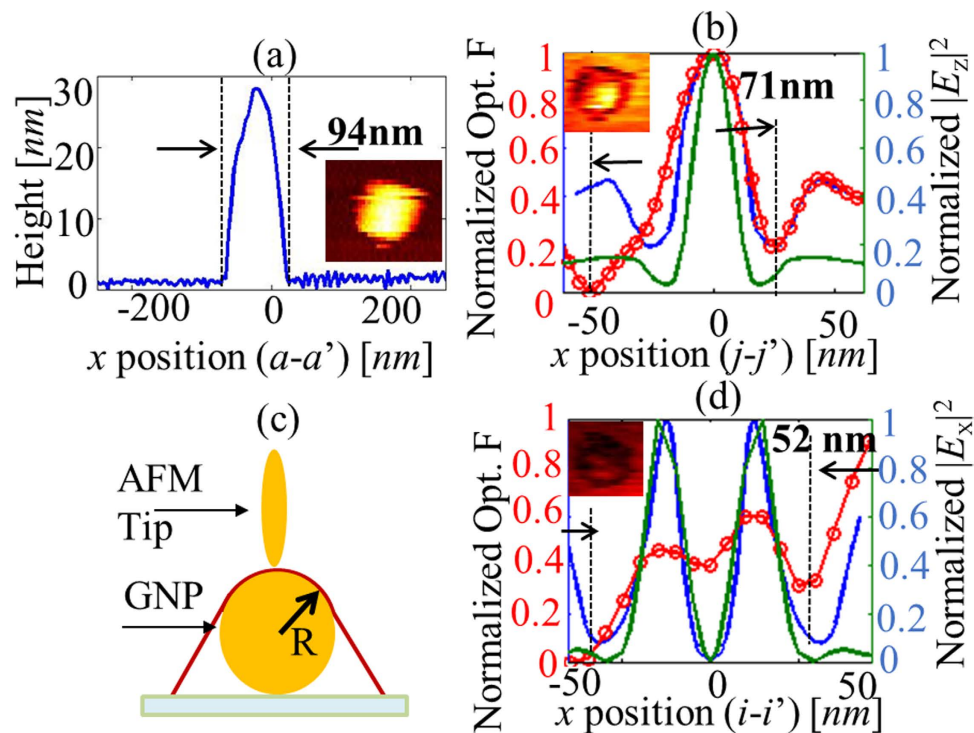 (a)
Height [nm]
30
20
10
0
94nm
-200
0
200
x position (a-a’) [nm]
(b)
Normalized Opt. F
1
0.8
0.6
0.4
0.2
0
71nm
1
0.8
0.6
0.4
0.2
0
Normalized |Ez|²
-50
0
50
x position (j-j’) [nm]
(c)
AFM
Tip
GNP
R
(d)
Normalized Opt. F
1
0.8
0.6
0.4
0.2
0
52 nm
1
0.8
0.6
0.4
0.2
0
Normalized |Ex|²
-50
0
50
x position (i-i’) [nm]